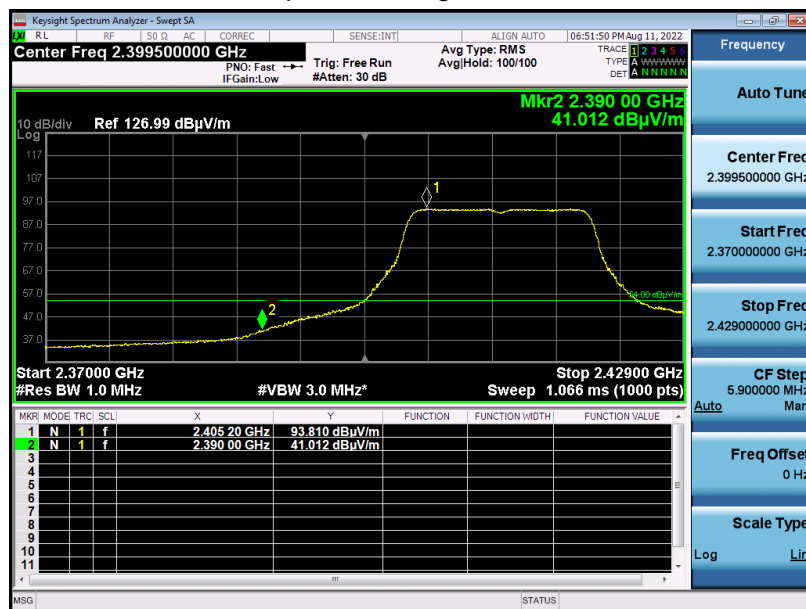 Keysight Spectrum Analyzer - Swept SA
LXI RL RF 50 Ω AC CORREC SENSE:INT ALIGN AUTO 06:51:50 PM Aug 11, 2022
Center Freq 2.399500000 GHz
PNO: Fast
IFGain:Low
Trig: Free Run
#Atten: 30 dB
Avg Type: RMS
Avg|Hold: 100/100
TRACE 1 2 3 4 5 6
TYPE A WWWWW
DET A N N N N N
Mkr2 2.390 00 GHz
41.012 dBµV/m
10 dB/div Ref 126.99 dBµV/m
Log
117
107
97.0
87.0
77.0
67.0
57.0
47.0
37.0
1
2
54.00 dBµV/m
Start 2.37000 GHz Stop 2.42900 GHz
#Res BW 1.0 MHz #VBW 3.0 MHz* Sweep 1.066 ms (1000 pts)
MKR MODE TRC SCL X Y FUNCTION FUNCTION WIDTH FUNCTION VALUE
1 N 1 f 2.405 20 GHz 93.810 dBµV/m
2 N 1 f 2.390 00 GHz 41.012 dBµV/m
3
4
5
6
7
8
9
10
11
MSG STATUS
Frequency
Auto Tune
Center Freq
2.399500000 GHz
Start Freq
2.370000000 GHz
Stop Freq
2.429000000 GHz
CF Step
5.900000 MHz
Auto Man
Freq Offset
0 Hz
Scale Type
Log Lin